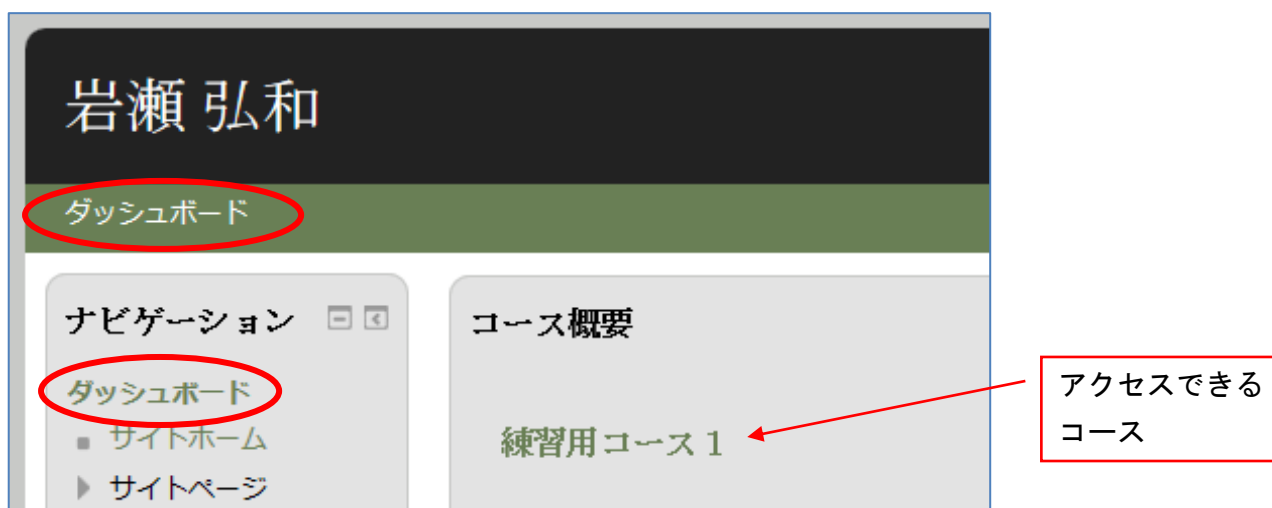 岩瀬 弘和
ダッシュボード
ナビゲーション
ダッシュボード
サイトホーム
サイトページ
コース概要
練習用コース 1
アクセスできる
コース